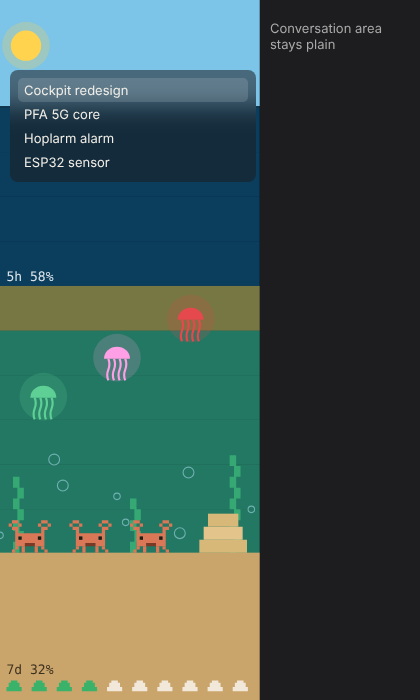 Conversation area
stays plain
Cockpit redesign
PFA 5G core
Hoplarm alarm
ESP32 sensor
5h 58%
7d 32%